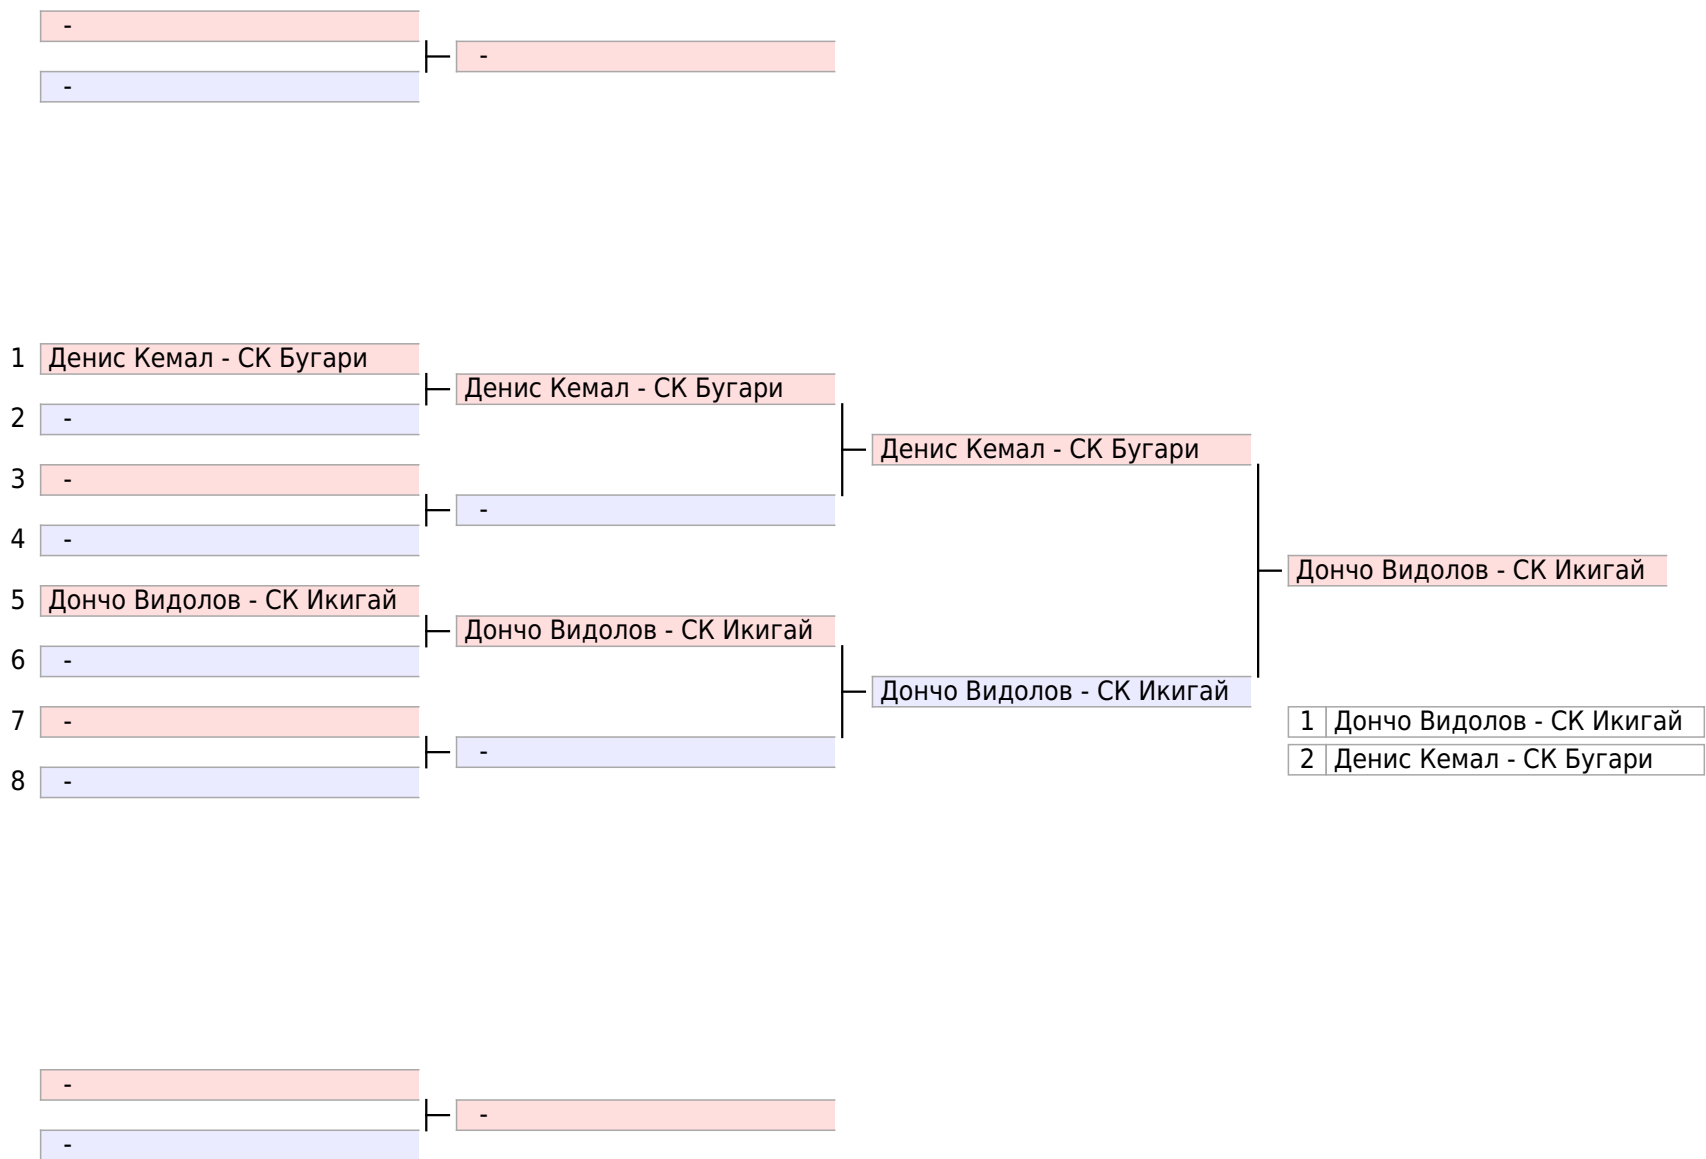 -
-
-
1 Денис Кемал - СК Бугари
Денис Кемал - СК Бугари
2 -
Денис Кемал - СК Бугари
3 -
-
4 -
Дончо Видолов - СК Икигай
5 Дончо Видолов - СК Икигай
Дончо Видолов - СК Икигай
6 -
Дончо Видолов - СК Икигай
7 -
1 Дончо Видолов - СК Икигай
-
2 Денис Кемал - СК Бугари
8 -
-
-
-